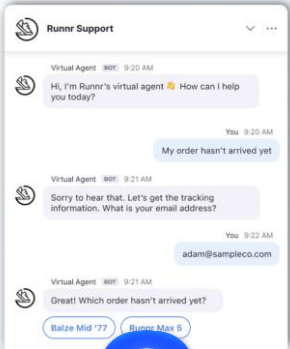 Runnr Support
Virtual Agent BOT 9:20 AM
Hi, I'm Runnr's virtual agent 👋 How can I help
you today?
You 9:20 AM
My order hasn't arrived yet
Virtual Agent BOT 9:21 AM
Sorry to hear that. Let's get the tracking
information. What is your email address?
You 9:22 AM
adam@sampleco.com
Virtual Agent BOT 9:21 AM
Great! Which order hasn't arrived yet?
Balze Mid '77 Runnr Max 5